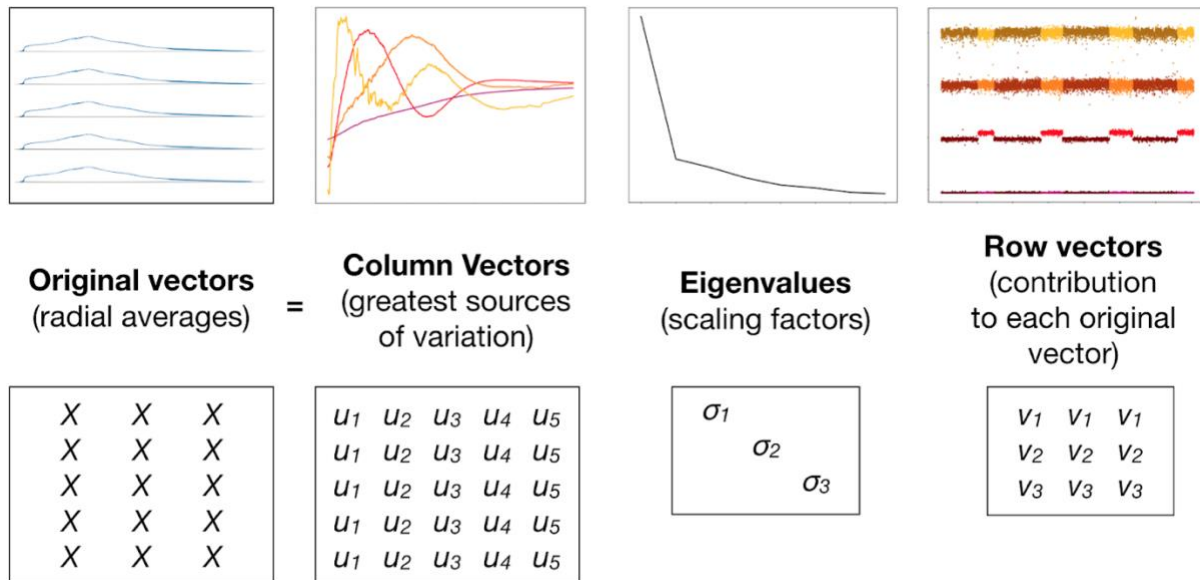 Original vectors
(radial averages)
=
Column Vectors
(greatest sources
of variation)
Eigenvalues
(scaling factors)
Row vectors
(contribution
to each original
vector)
X X X
X X X
X X X
X X X
X X X
u1 u2 u3 u4 u5
u1 u2 u3 u4 u5
u1 u2 u3 u4 u5
u1 u2 u3 u4 u5
u1 u2 u3 u4 u5
σ1
σ2
σ3
v1 v1 v1
v2 v2 v2
v3 v3 v3